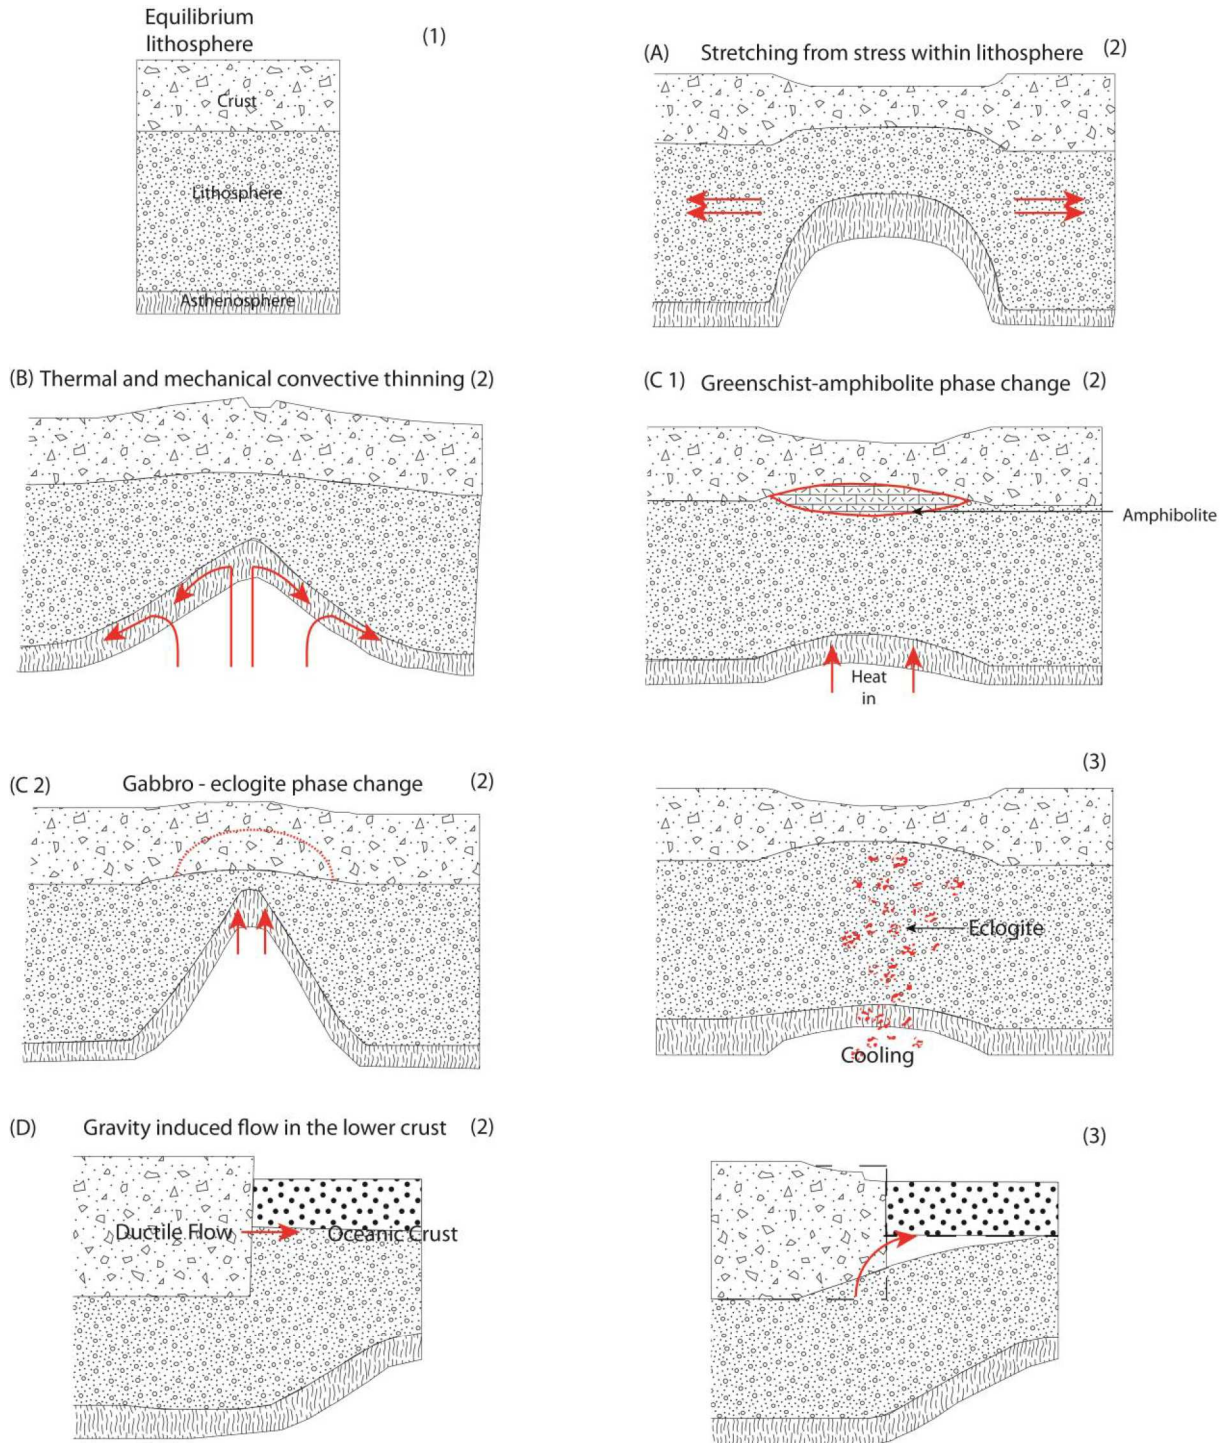 Equilibrium
lithosphere
(1)
Crust
Lithosphere
Asthenosphere
(A) Stretching from stress within lithosphere (2)
(B) Thermal and mechanical convective thinning (2)
(C 1) Greenschist-amphibolite phase change (2)
Amphibolite
Heat
in
(C 2) Gabbro - eclogite phase change (2)
(3)
Eclogite
Cooling
(D) Gravity induced flow in the lower crust (2)
Ductile Flow
Oceanic Crust
(3)